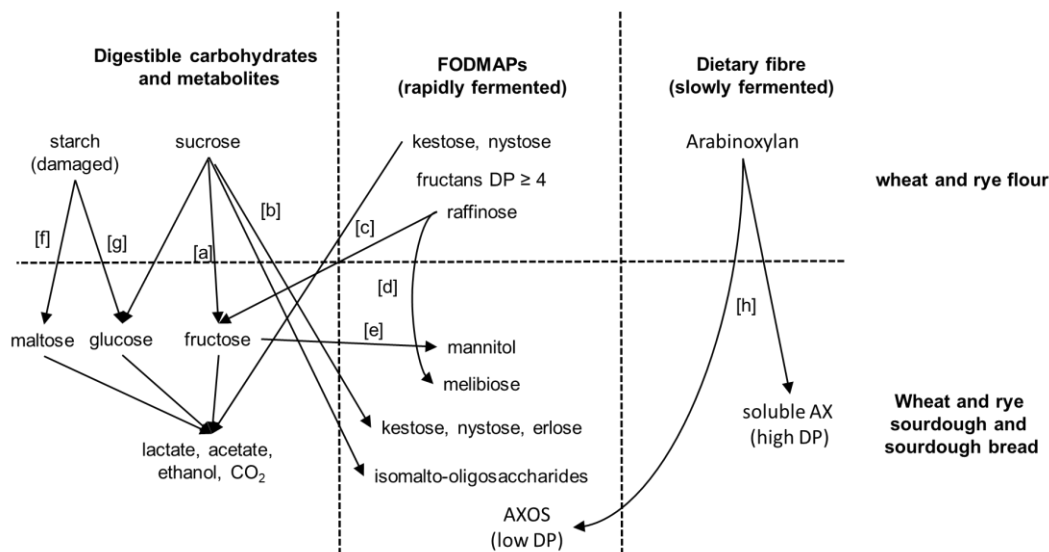 Digestible carbohydrates
and metabolites
FODMAPs
(rapidly fermented)
Dietary fibre
(slowly fermented)
starch
(damaged)
sucrose
kestose, nystose
fructans DP ≥ 4
raffinose
Arabinoxylan
wheat and rye flour
[f]
[g]
[a]
[b]
[c]
[d]
[e]
[h]
maltose
glucose
fructose
mannitol
melibiose
lactate, acetate,
ethanol, CO₂
kestose, nystose, erlose
isomalto-oligosaccharides
AXOS
(low DP)
soluble AX
(high DP)
Wheat and rye
sourdough and
sourdough bread